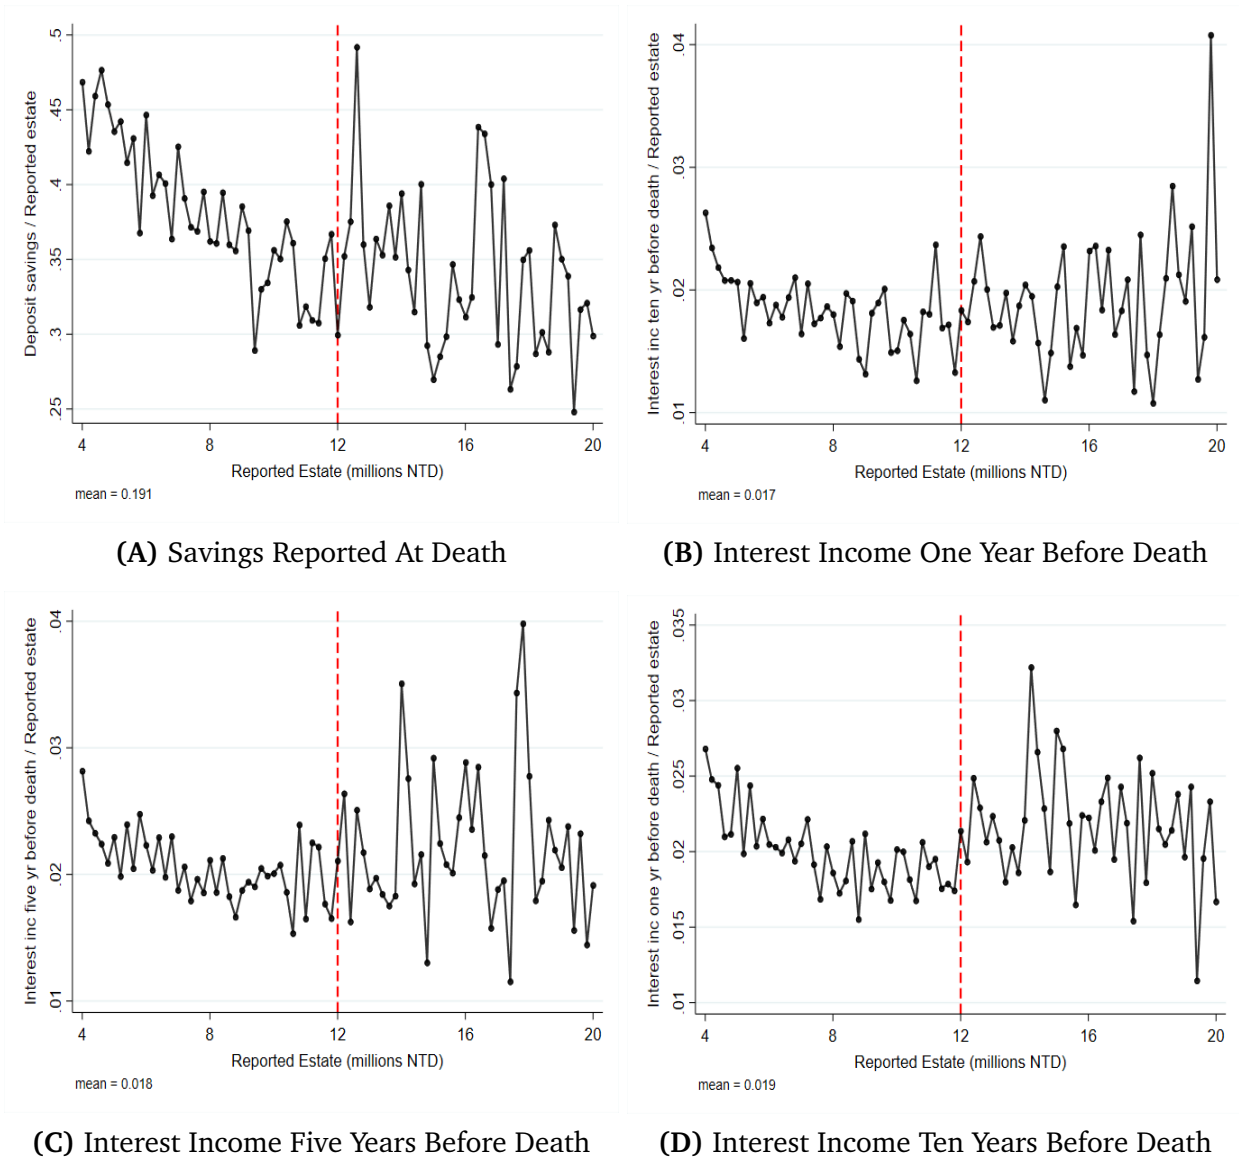 Deposit savings / Reported estate
.5
.45
.4
.35
.3
.25
4 8 12 16 20
Reported Estate (millions NTD)
mean = 0.191
(A) Savings Reported At Death
Interest inc ten yr before death / Reported estate
.04
.03
.02
.01
4 8 12 16 20
Reported Estate (millions NTD)
mean = 0.017
(B) Interest Income One Year Before Death
Interest inc five yr before death / Reported estate
.04
.03
.02
.01
4 8 12 16 20
Reported Estate (millions NTD)
mean = 0.018
(C) Interest Income Five Years Before Death
Interest inc one yr before death / Reported estate
.035
.03
.025
.02
.015
.01
4 8 12 16 20
Reported Estate (millions NTD)
mean = 0.019
(D) Interest Income Ten Years Before Death